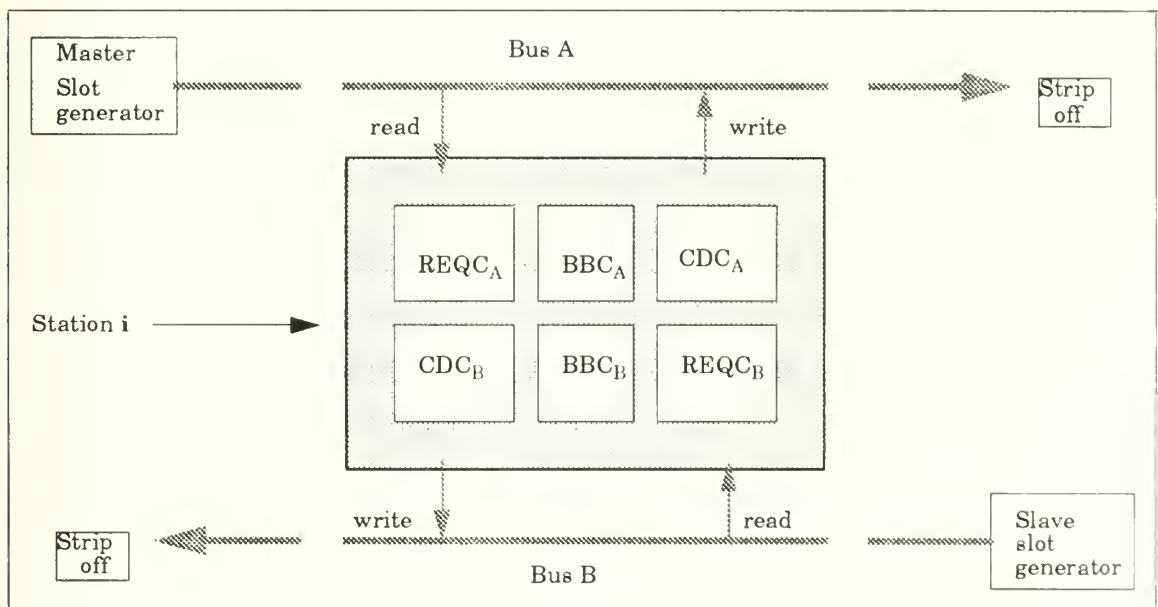 Bus A
Master
Slot
generator
Strip
off
read
write
REQC_A
BBC_A
CDC_A
Station i
CDC_B
BBC_B
REQC_B
write
read
Strip
off
Slave
slot
generator
Bus B